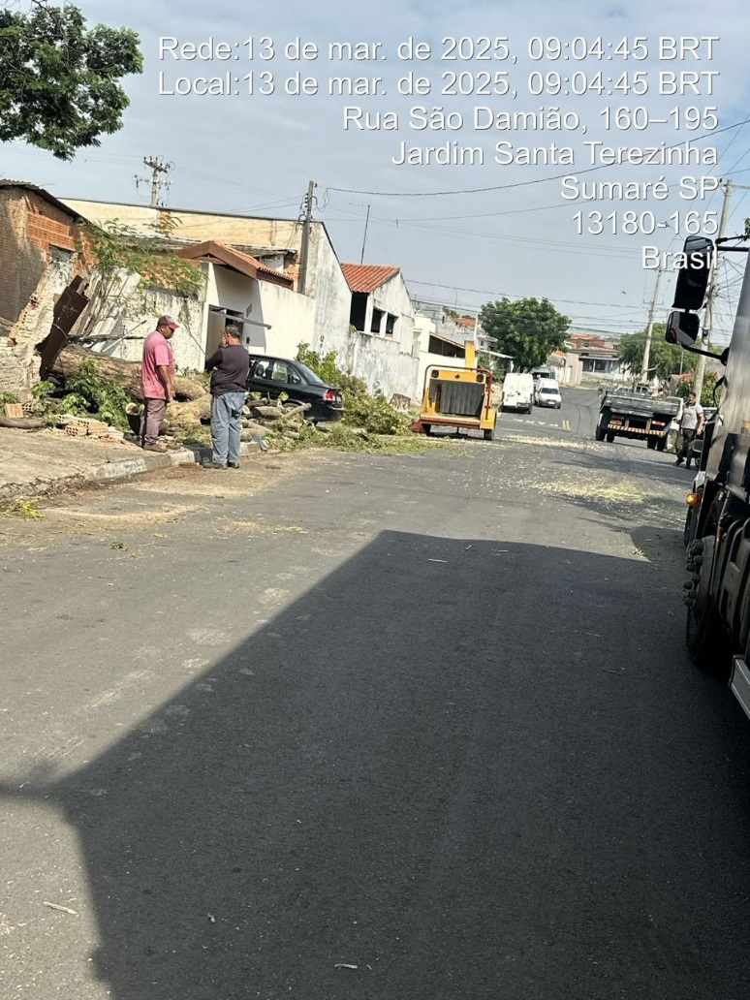 Rede:13 de mar. de 2025, 09:04:45 BRT
Local:13 de mar. de 2025, 09:04:45 BRT
Rua São Damião, 160–195
Jardim Santa Terezinha
Sumaré SP
13180-165
Brasil